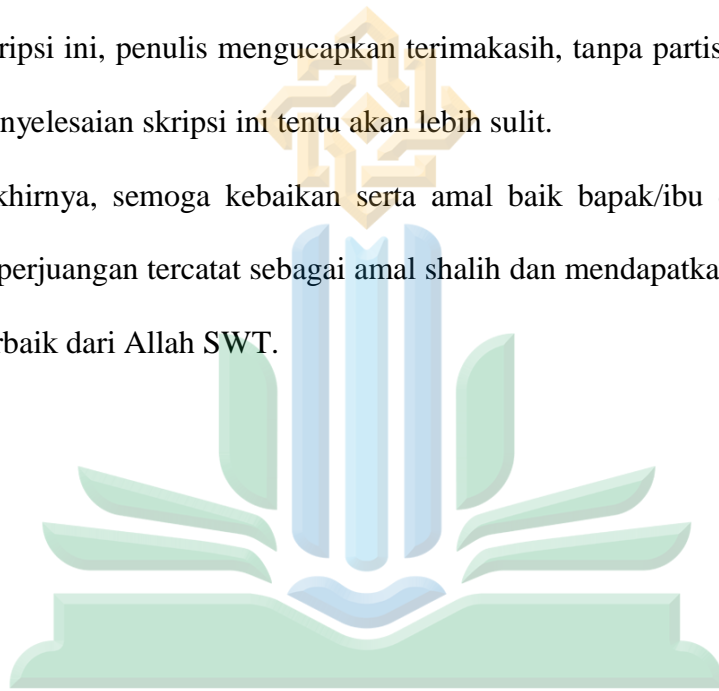 ripsi ini, penulis mengucapkan terimakasih, tanpa partis
nyelesaian skripsi ini tentu akan lebih sulit.
khirnya, semoga kebaikan serta amal baik bapak/ibu
perjuangan tercatat sebagai amal shalih dan mendapatka
rbaik dari Allah SWT.